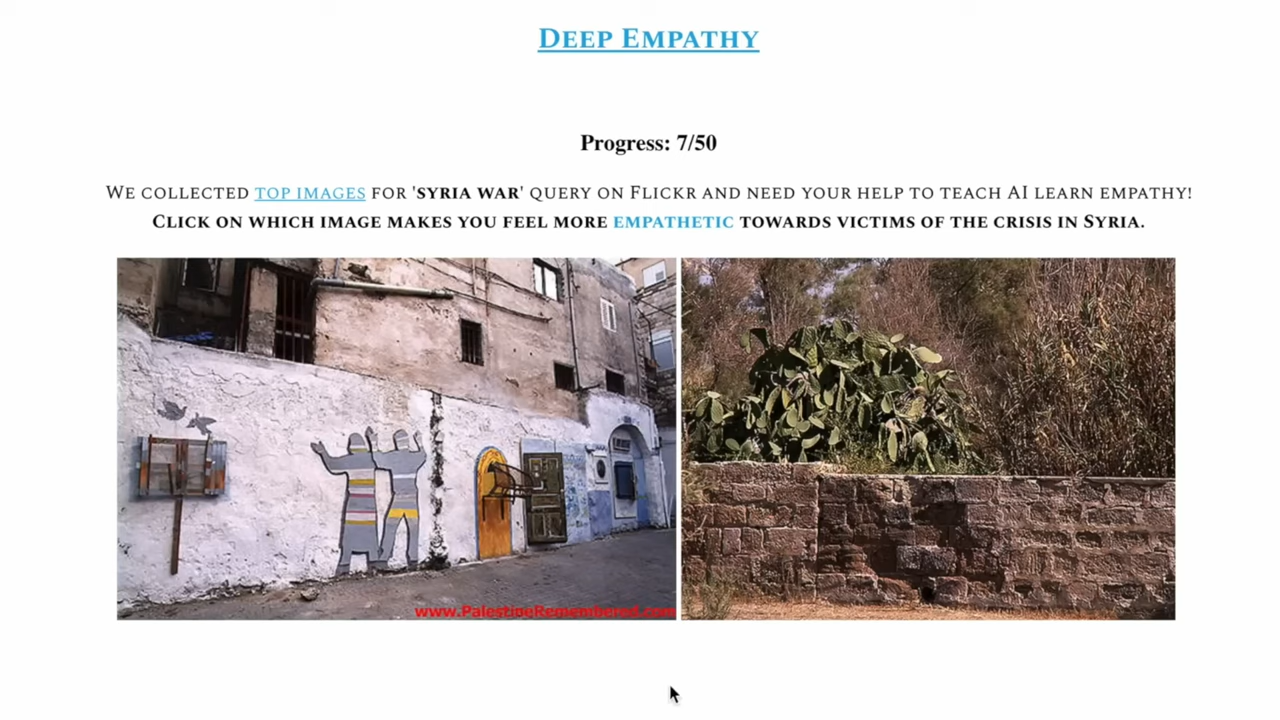 DEEP EMPATHY
Progress: 7/50
WE COLLECTED TOP IMAGES FOR 'SYRIA WAR' QUERY ON FLICKR AND NEED YOUR HELP TO TEACH AI LEARN EMPATHY!
CLICK ON WHICH IMAGE MAKES YOU FEEL MORE EMPATHETIC TOWARDS VICTIMS OF THE CRISIS IN SYRIA.
www.PalestineRemembered.com